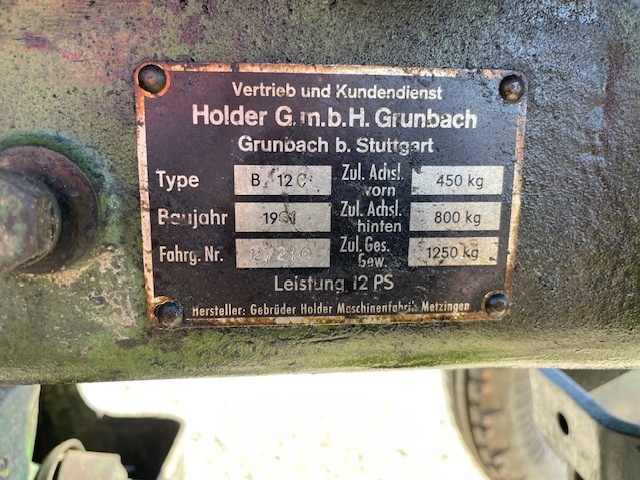 Vertrieb und Kundendienst
Holder G.m.b.H. Grunbach
Grunbach b. Stuttgart
Type B 12 C Zul. Achsl. vorn 450 kg
Baujahr Zul. Achsl. hinten 800 kg
Fahrg. Nr. Zul. Ges. Gew. 1250 kg
Leistung 12 PS
Hersteller: Gebrüder Holder Maschinenfabrik Metzingen